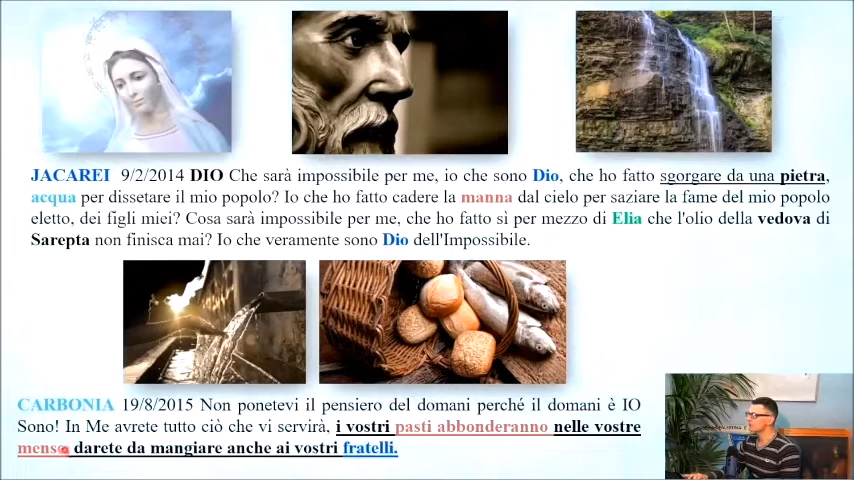 JACAREI 9/2/2014 DIO Che sarà impossibile per me, io che sono Dio, che ho fatto sgorgare da una pietra,
acqua per dissetare il mio popolo? Io che ho fatto cadere la manna dal cielo per saziare la fame del mio popolo
eletto, dei figli miei? Cosa sarà impossibile per me, che ho fatto sì per mezzo di Elia che l'olio della vedova di
Sarepta non finisca mai? Io che veramente sono Dio dell'Impossibile.
CARBONIA 19/8/2015 Non ponetevi il pensiero del domani perché il domani è IO
Sono! In Me avrete tutto ciò che vi servirà, i vostri pasti abbonderanno nelle vostre
mense darete da mangiare anche ai vostri fratelli.